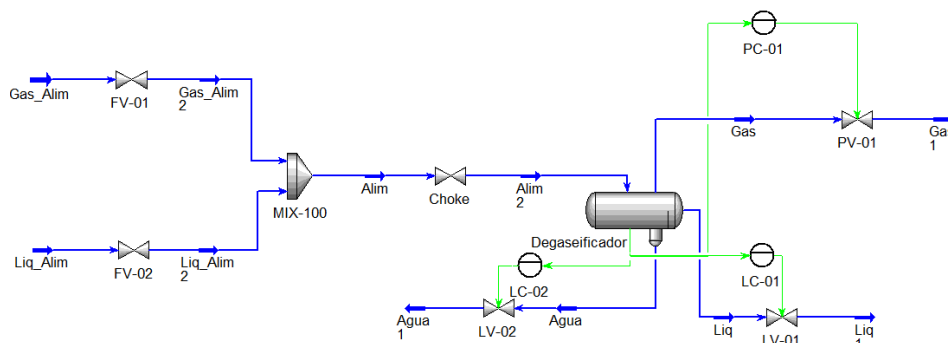 PC-01
Gas_Alim
FV-01
Gas_Alim
2
Gas
PV-01
Gas
1
MIX-100
Alim
Choke
Alim
2
Liq_Alim
FV-02
Liq_Alim
2
Degaseificador
LC-02
LC-01
Agua
1
LV-02
Agua
Liq
LV-01
Liq
1